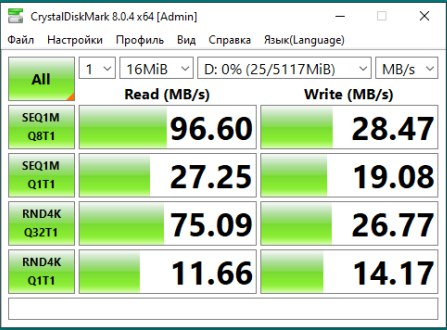 CrystalDiskMark 8.0.4 x64 [Admin]
Файл Настройки Профиль Вид Справка Язык(Language)
All 1 16MiB D: 0% (25/5117MiB) MB/s
Read (MB/s) Write (MB/s)
SEQ1M
Q8T1 96.60 28.47
SEQ1M
Q1T1 27.25 19.08
RND4K
Q32T1 75.09 26.77
RND4K
Q1T1 11.66 14.17